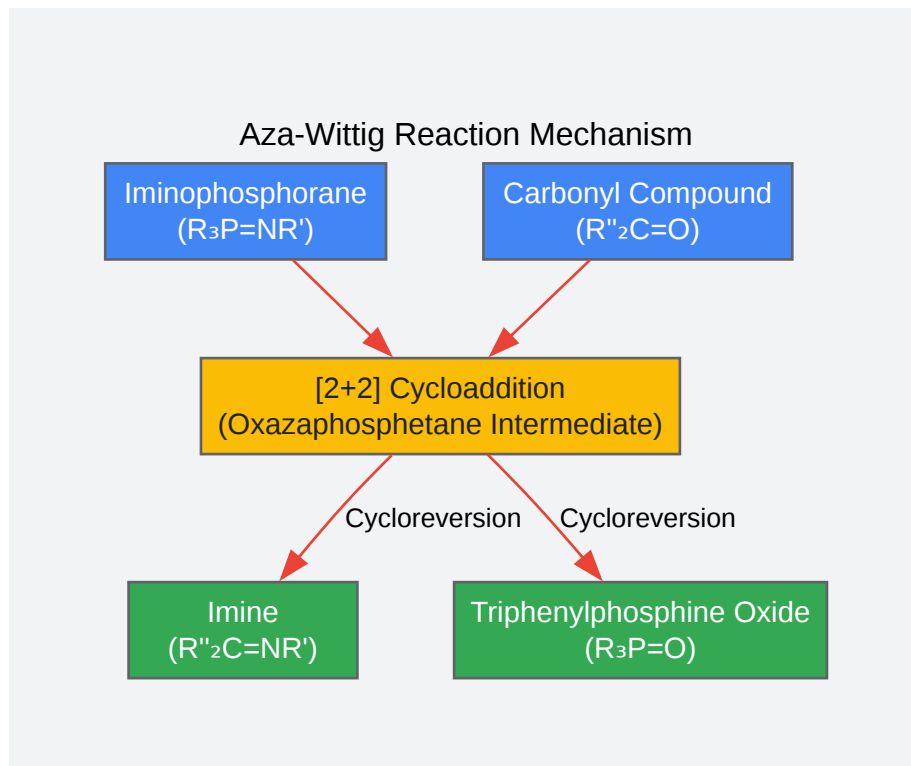 Aza-Wittig Reaction Mechanism
Iminophosphorane
(R₃P=NR')
Carbonyl Compound
(R"₂C=O)
[2+2] Cycloaddition
(Oxazaphosphetane Intermediate)
Cycloreversion
Cycloreversion
Imine
(R"₂C=NR')
Triphenylphosphine Oxide
(R₃P=O)